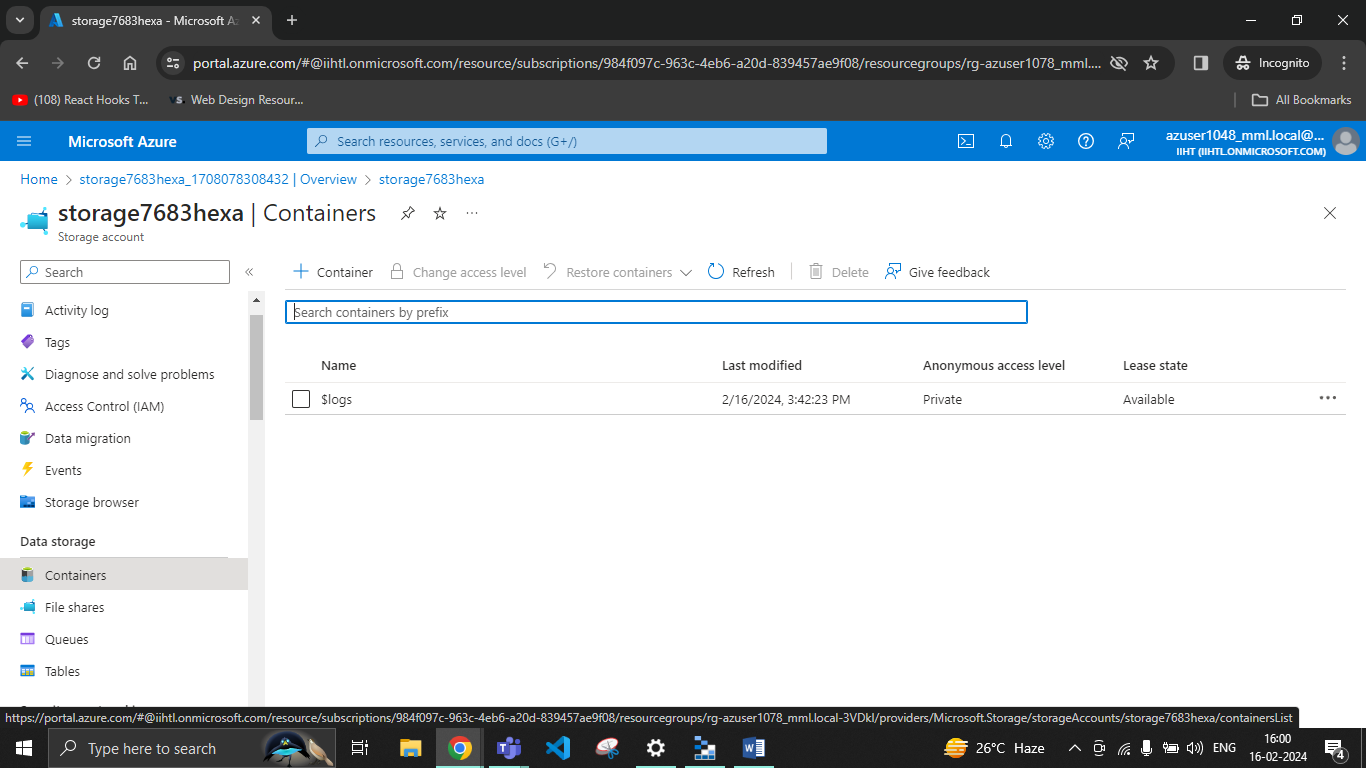 storage7683hexa - Microsoft Az
portal.azure.com/#@iihtl.onmicrosoft.com/resource/subscriptions/984f097c-963c-4eb6-a20d-839457ae9f08/resourcegroups/rg-azuser1078_mml....
Incognito
(108) React Hooks T...
VS
Web Design Resour...
All Bookmarks
Microsoft Azure
Search resources, services, and docs (G+/)
azuser1048_mml.local@...
IIHT (IIHTL.ONMICROSOFT.COM)
Home > storage7683hexa_1708078308432 | Overview > storage7683hexa
storage7683hexa | Containers
Storage account
Search
Container
Change access level
Restore containers
Refresh
Delete
Give feedback
Search containers by prefix
Name Last modified Anonymous access level Lease state
$logs 2/16/2024, 3:42:23 PM Private Available
Activity log
Tags
Diagnose and solve problems
Access Control (IAM)
Data migration
Events
Storage browser
Data storage
Containers
File shares
Queues
Tables
https://portal.azure.com/#@iihtl.onmicrosoft.com/resource/subscriptions/984f097c-963c-4eb6-a20d-839457ae9f08/resourcegroups/rg-azuser1078_mml.local-3VDkI/providers/Microsoft.Storage/storageAccounts/storage7683hexa/containersList
Type here to search
26°C Haze
ENG
16:00
16-02-2024
4